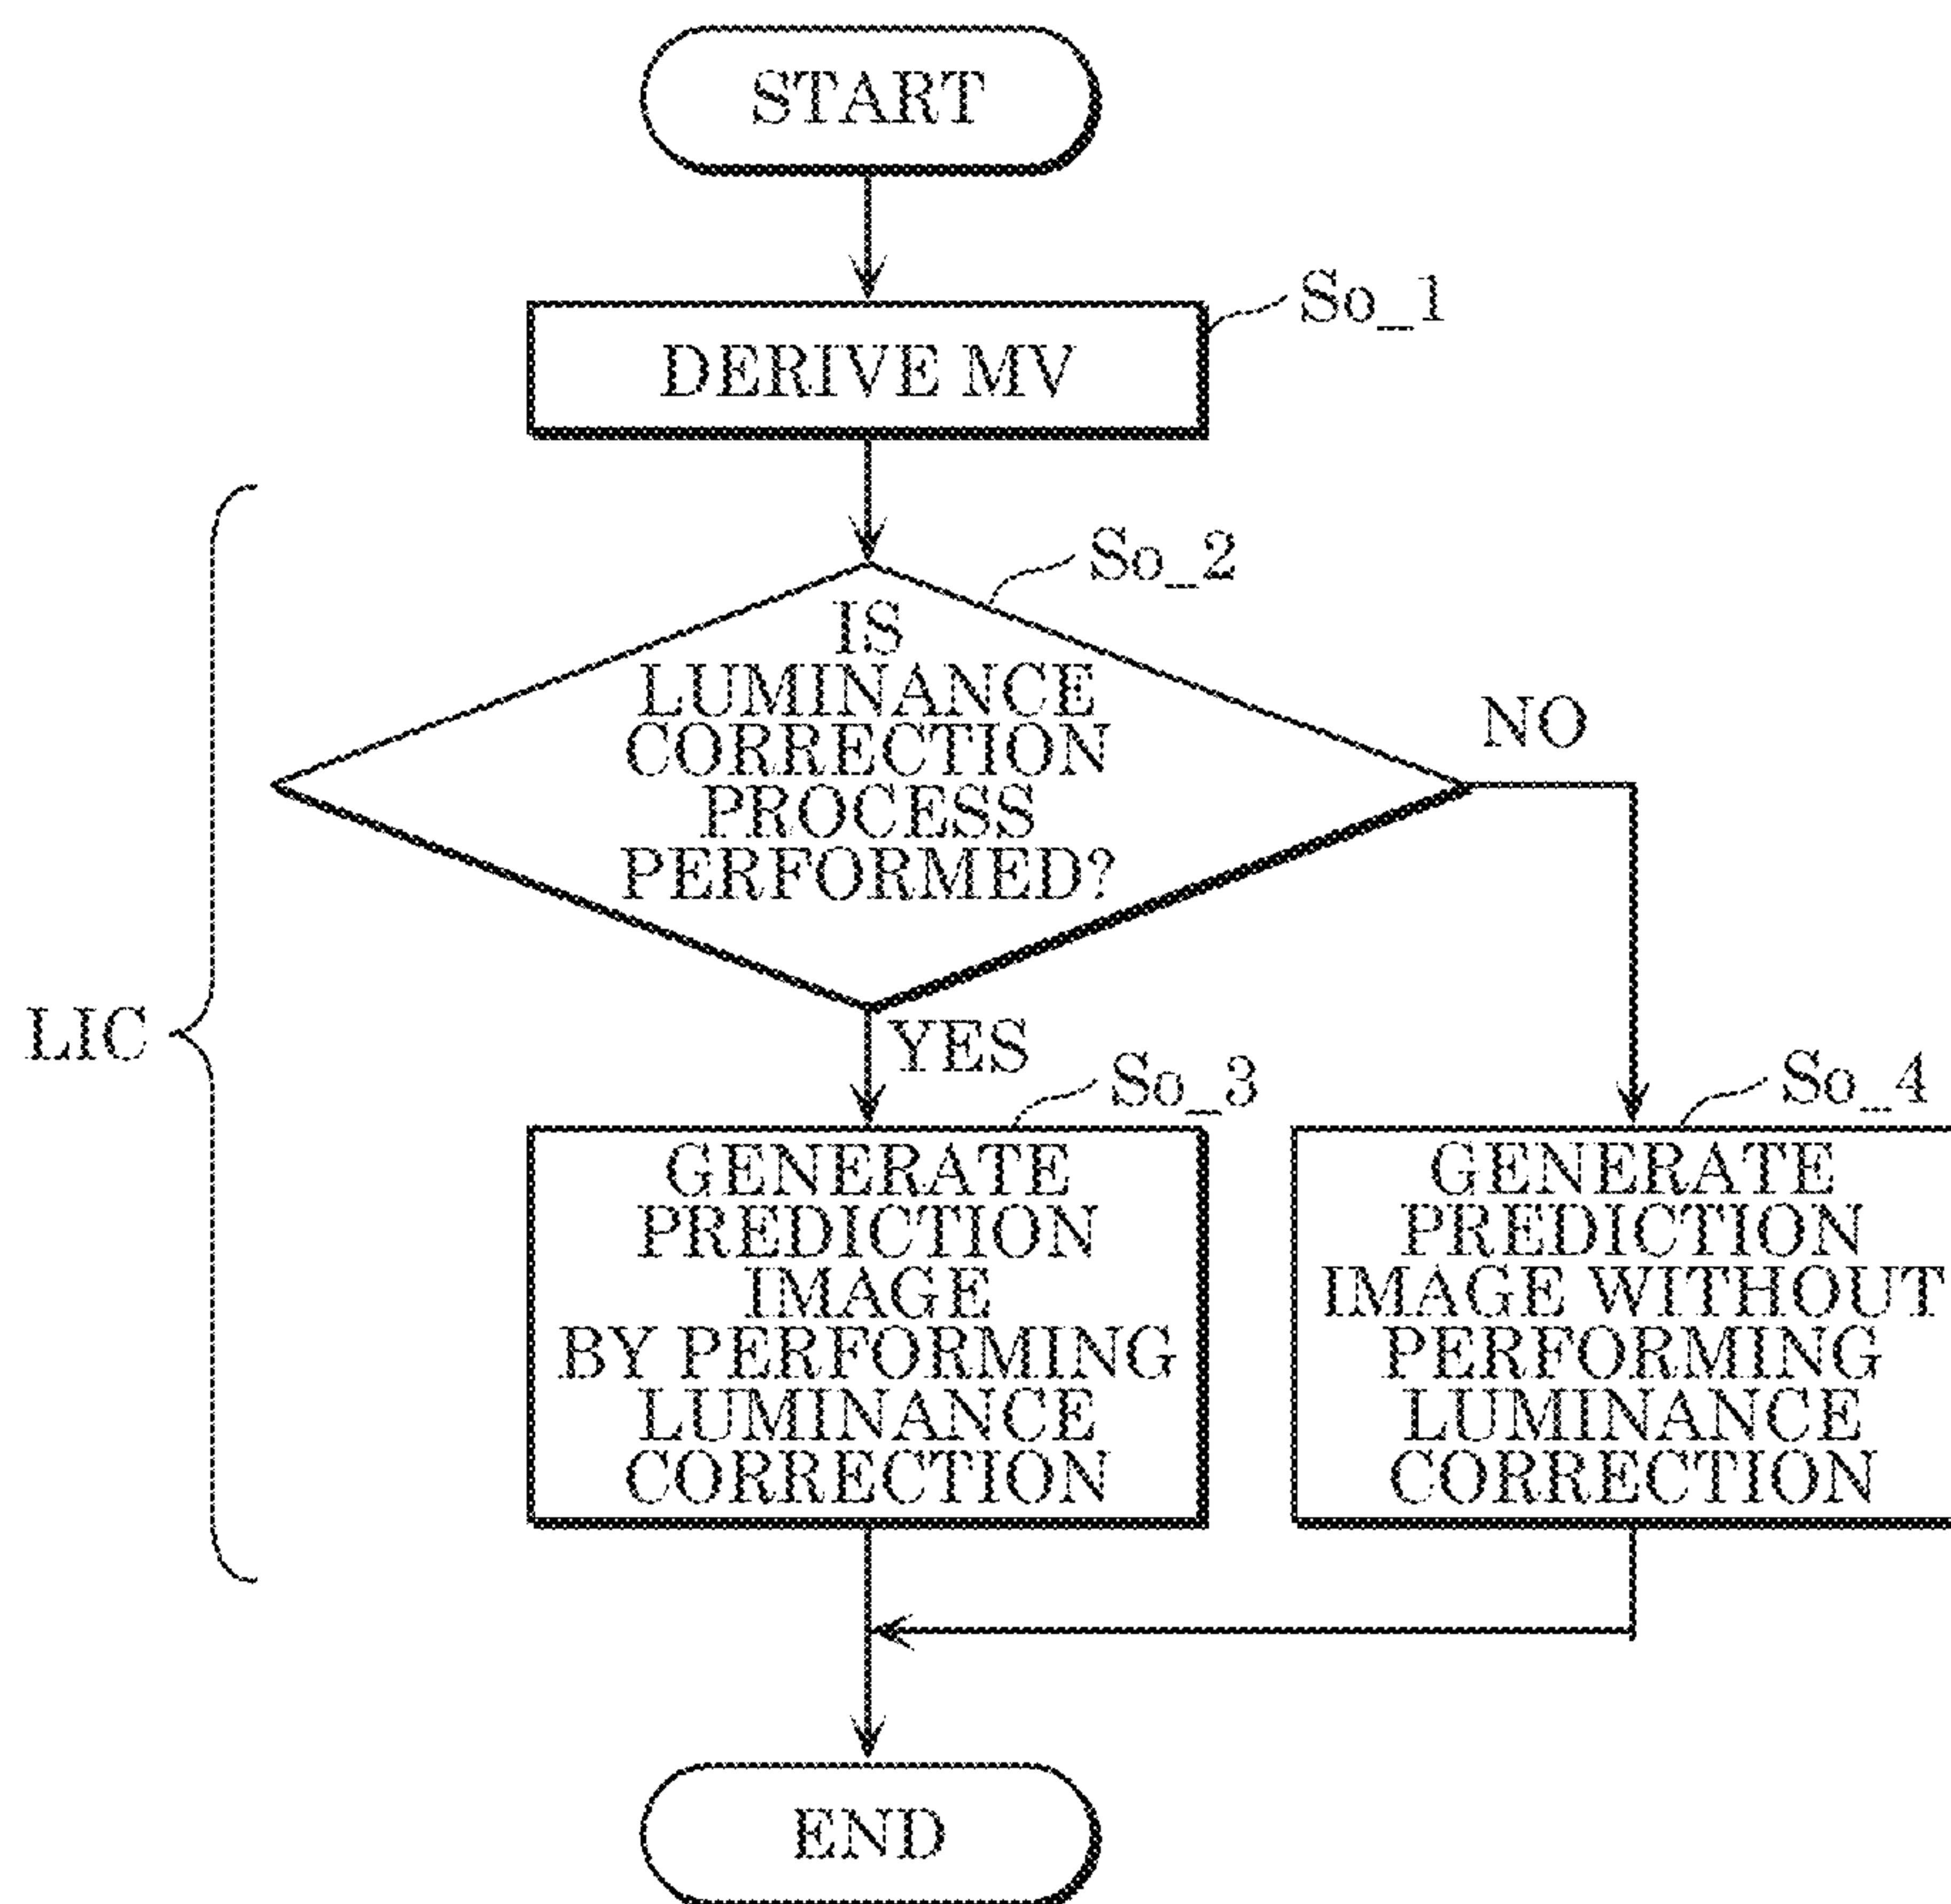 START
So_1
DERIVE MV
So_2
IS
LUMINANCE
CORRECTION
PROCESS
PERFORMED?
NO
LIC
YES
So_3
GENERATE
PREDICTION
IMAGE
BY PERFORMING
LUMINANCE
CORRECTION
So_4
GENERATE
PREDICTION
IMAGE WITHOUT
PERFORMING
LUMINANCE
CORRECTION
END